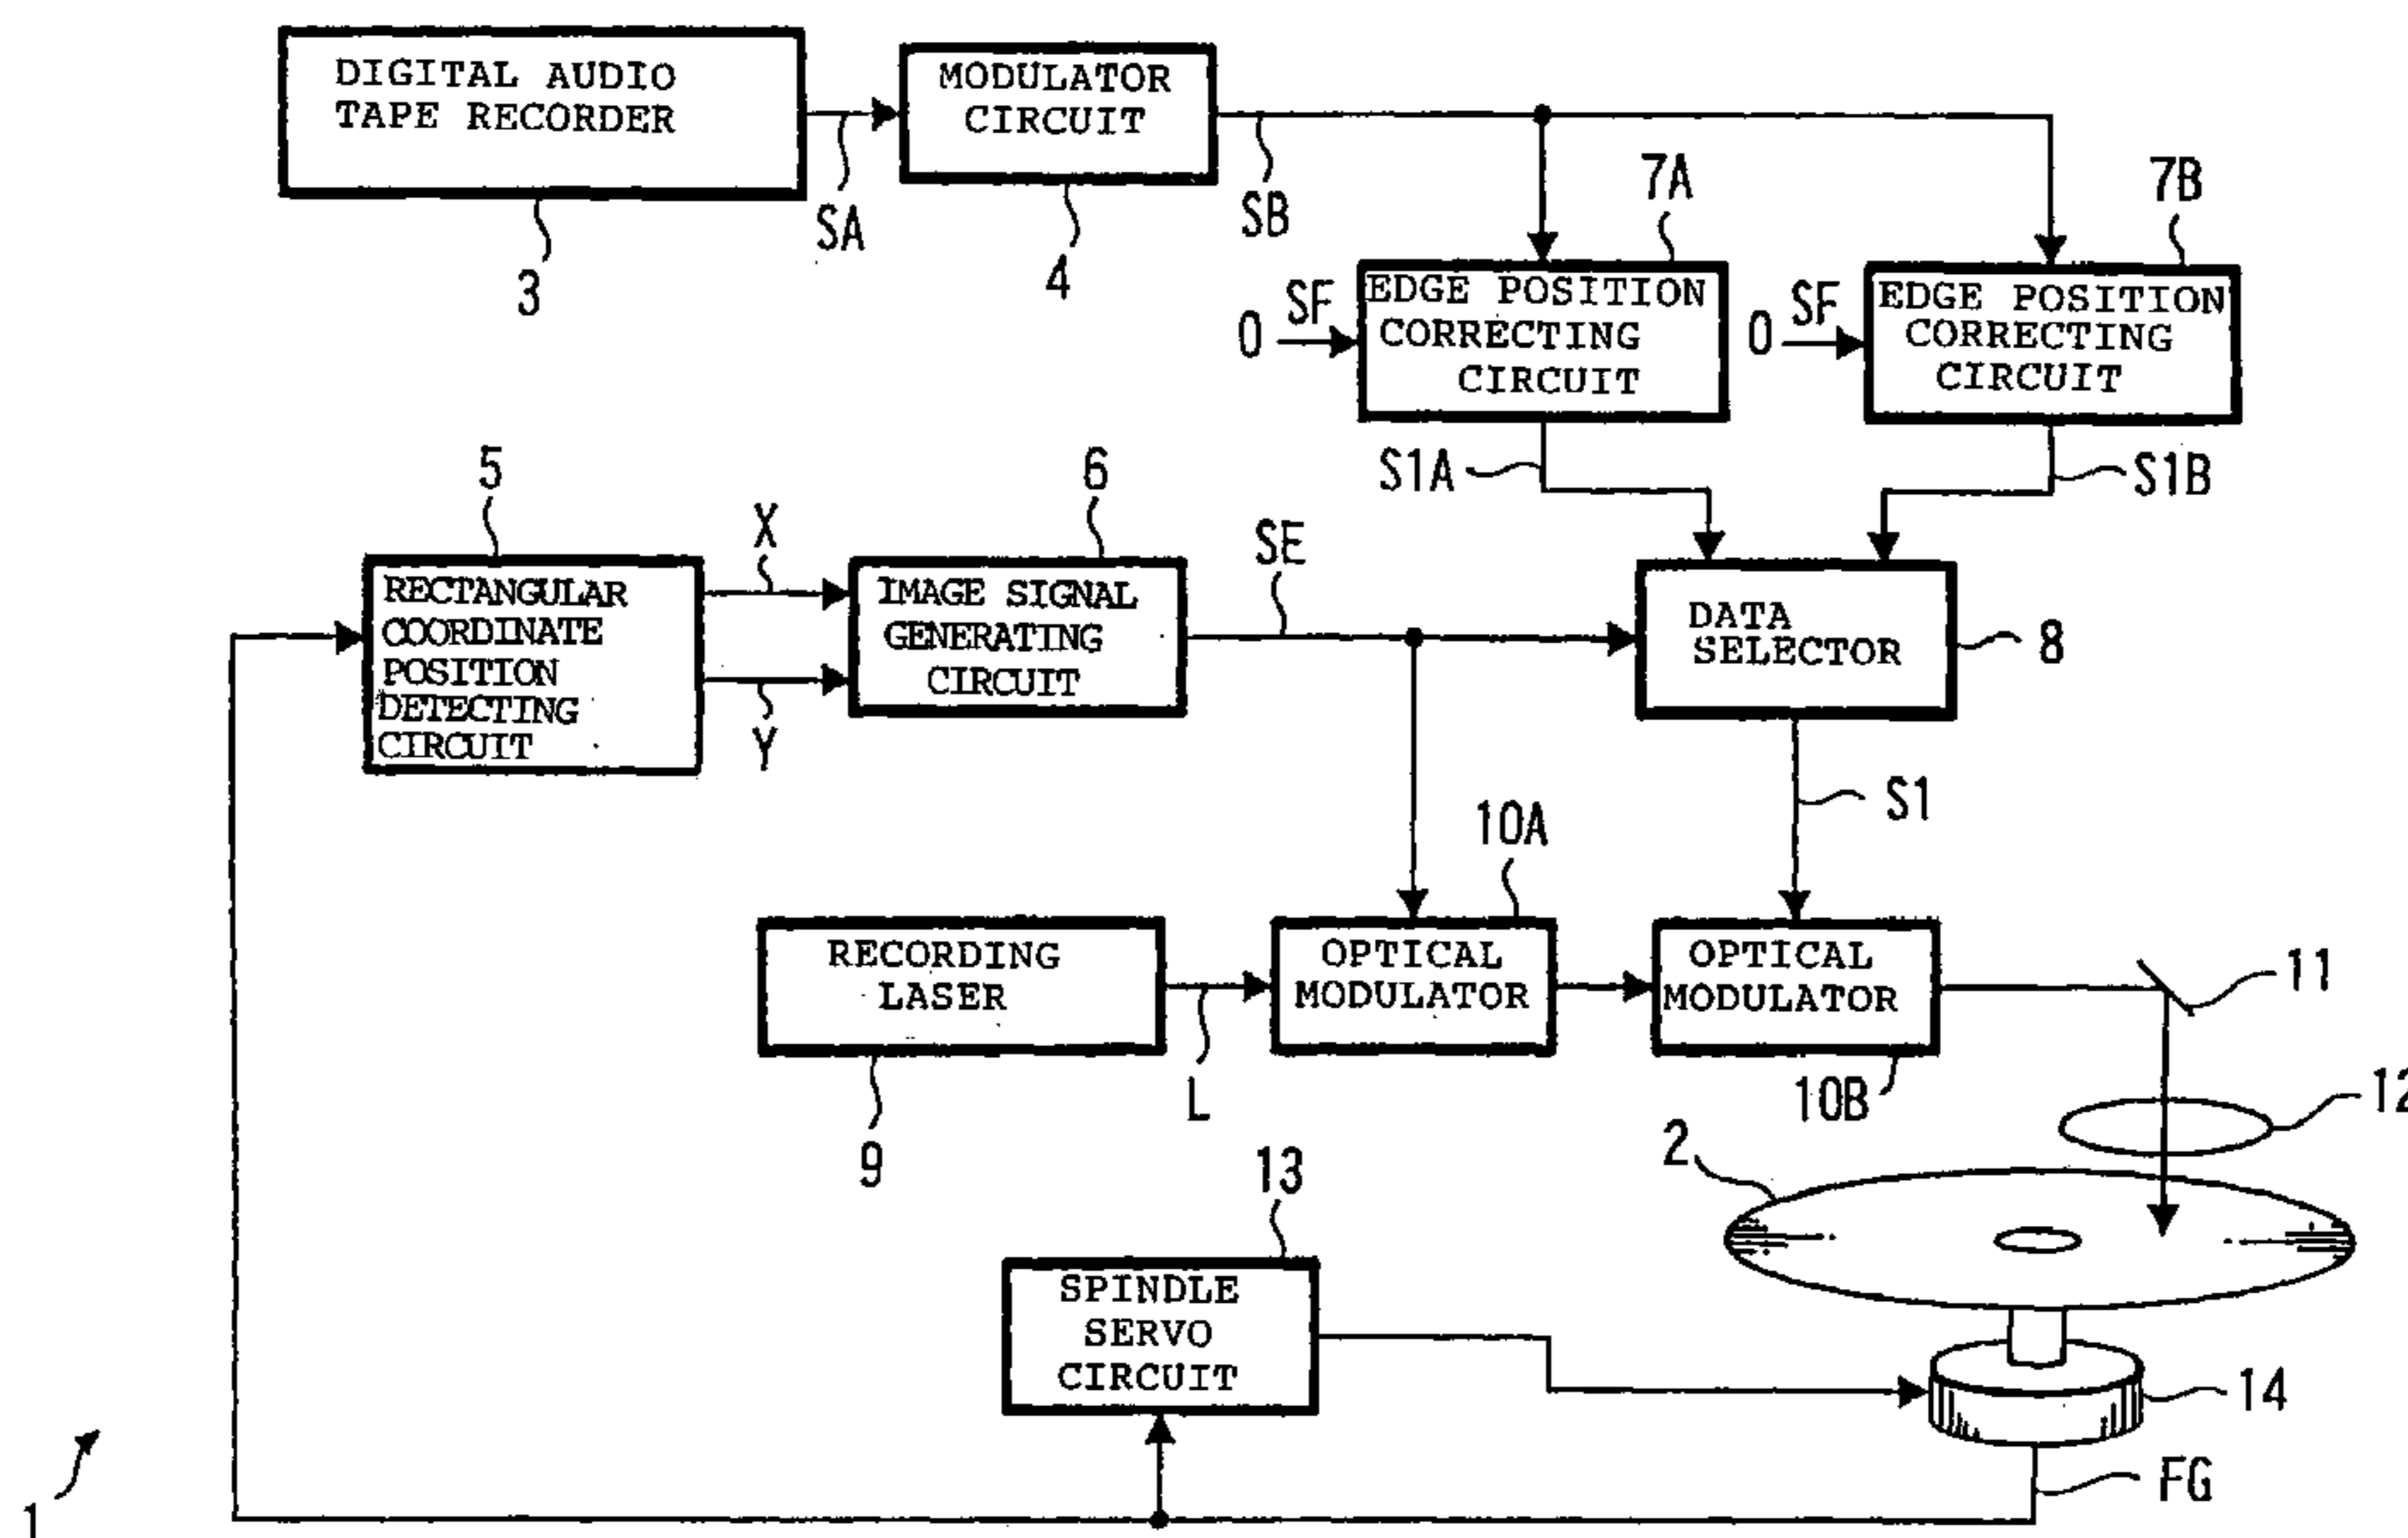 DIGITAL AUDIO
TAPE RECORDER
3
SA
MODULATOR
CIRCUIT
4
SB
7A
7B
0
SF
EDGE POSITION
CORRECTING
CIRCUIT
0
SF
EDGE POSITION
CORRECTING
CIRCUIT
S1A
S1B
5
RECTANGULAR
COORDINATE
POSITION
DETECTING
CIRCUIT
X
Y
6
IMAGE SIGNAL
GENERATING
CIRCUIT
SE
DATA
SELECTOR
8
S1
RECORDING
LASER
9
L
10A
OPTICAL
MODULATOR
OPTICAL
MODULATOR
10B
11
12
2
13
SPINDLE
SERVO
CIRCUIT
14
FG
1